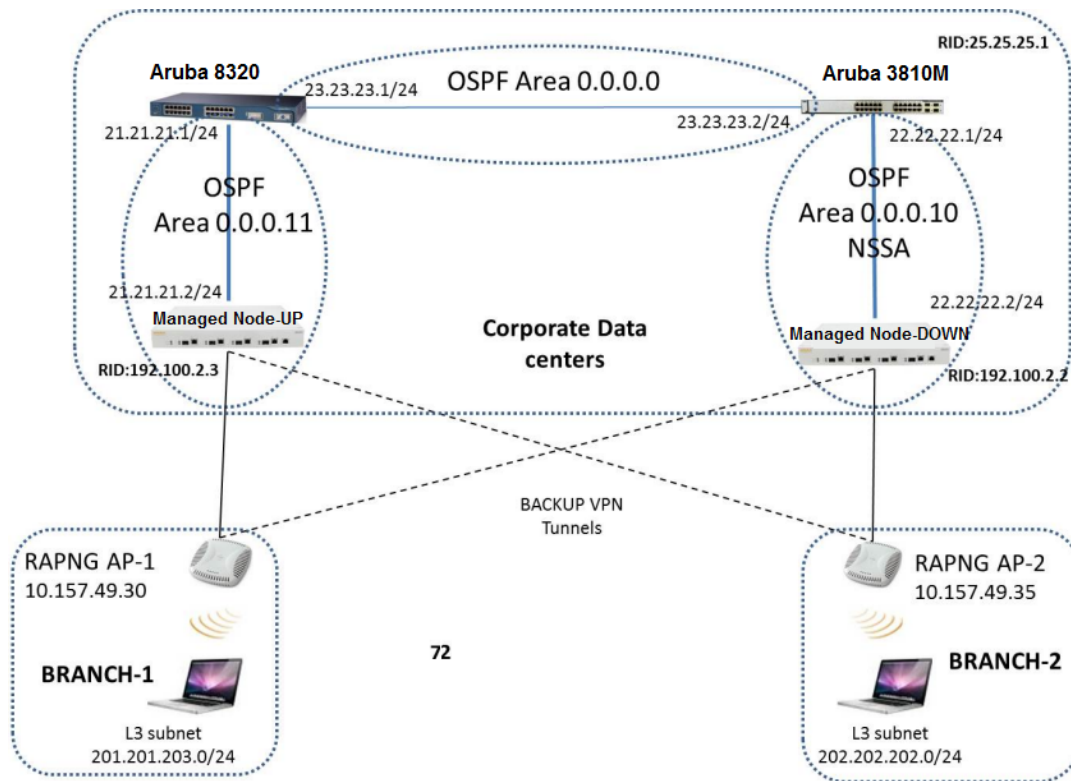 RID:25.25.25.1
Aruba 8320
OSPF Area 0.0.0.0
Aruba 3810M
23.23.23.1/24
23.23.23.2/24
21.21.21.1/24
22.22.22.1/24
OSPF
Area 0.0.0.11
OSPF
Area 0.0.0.10
NSSA
21.21.21.2/24
22.22.22.2/24
Managed Node-UP
Corporate Data
centers
Managed Node-DOWN
RID:192.100.2.3
RID:192.100.2.2
BACKUP VPN
Tunnels
RAPNG AP-1
10.157.49.30
RAPNG AP-2
10.157.49.35
72
BRANCH-1
BRANCH-2
L3 subnet
201.201.203.0/24
L3 subnet
202.202.202.0/24